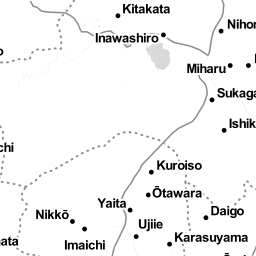 Kitakata
Nihon
Inawashiro
Miharu
Sukaga
Ishik
Kuroiso
Ōtawara
Yaita
Nikkō
Daigo
Ujiie
Imaichi
Karasuyama